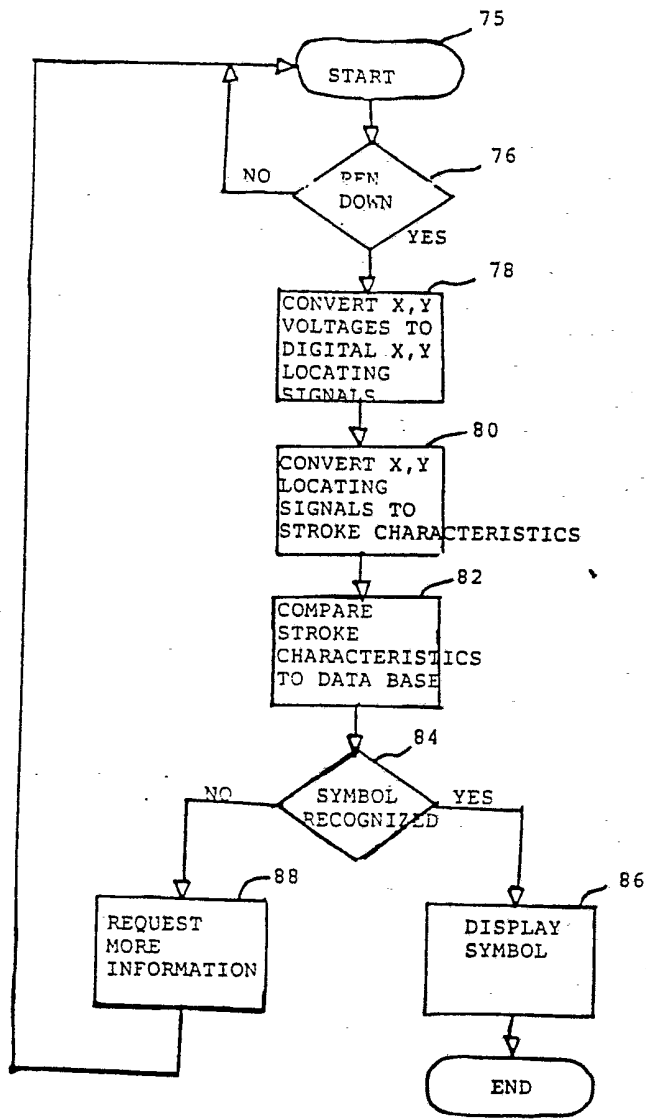 75
START
76
NO
PEN
DOWN
YES
78
CONVERT X,Y
VOLTAGES TO
DIGITAL X,Y
LOCATING
SIGNALS
80
CONVERT X,Y
LOCATING
SIGNALS TO
STROKE CHARACTERISTICS
82
COMPARE
STROKE
CHARACTERISTICS
TO DATA BASE
84
NO
SYMBOL
RECOGNIZED
YES
88
REQUEST
MORE
INFORMATION
86
DISPLAY
SYMBOL
END